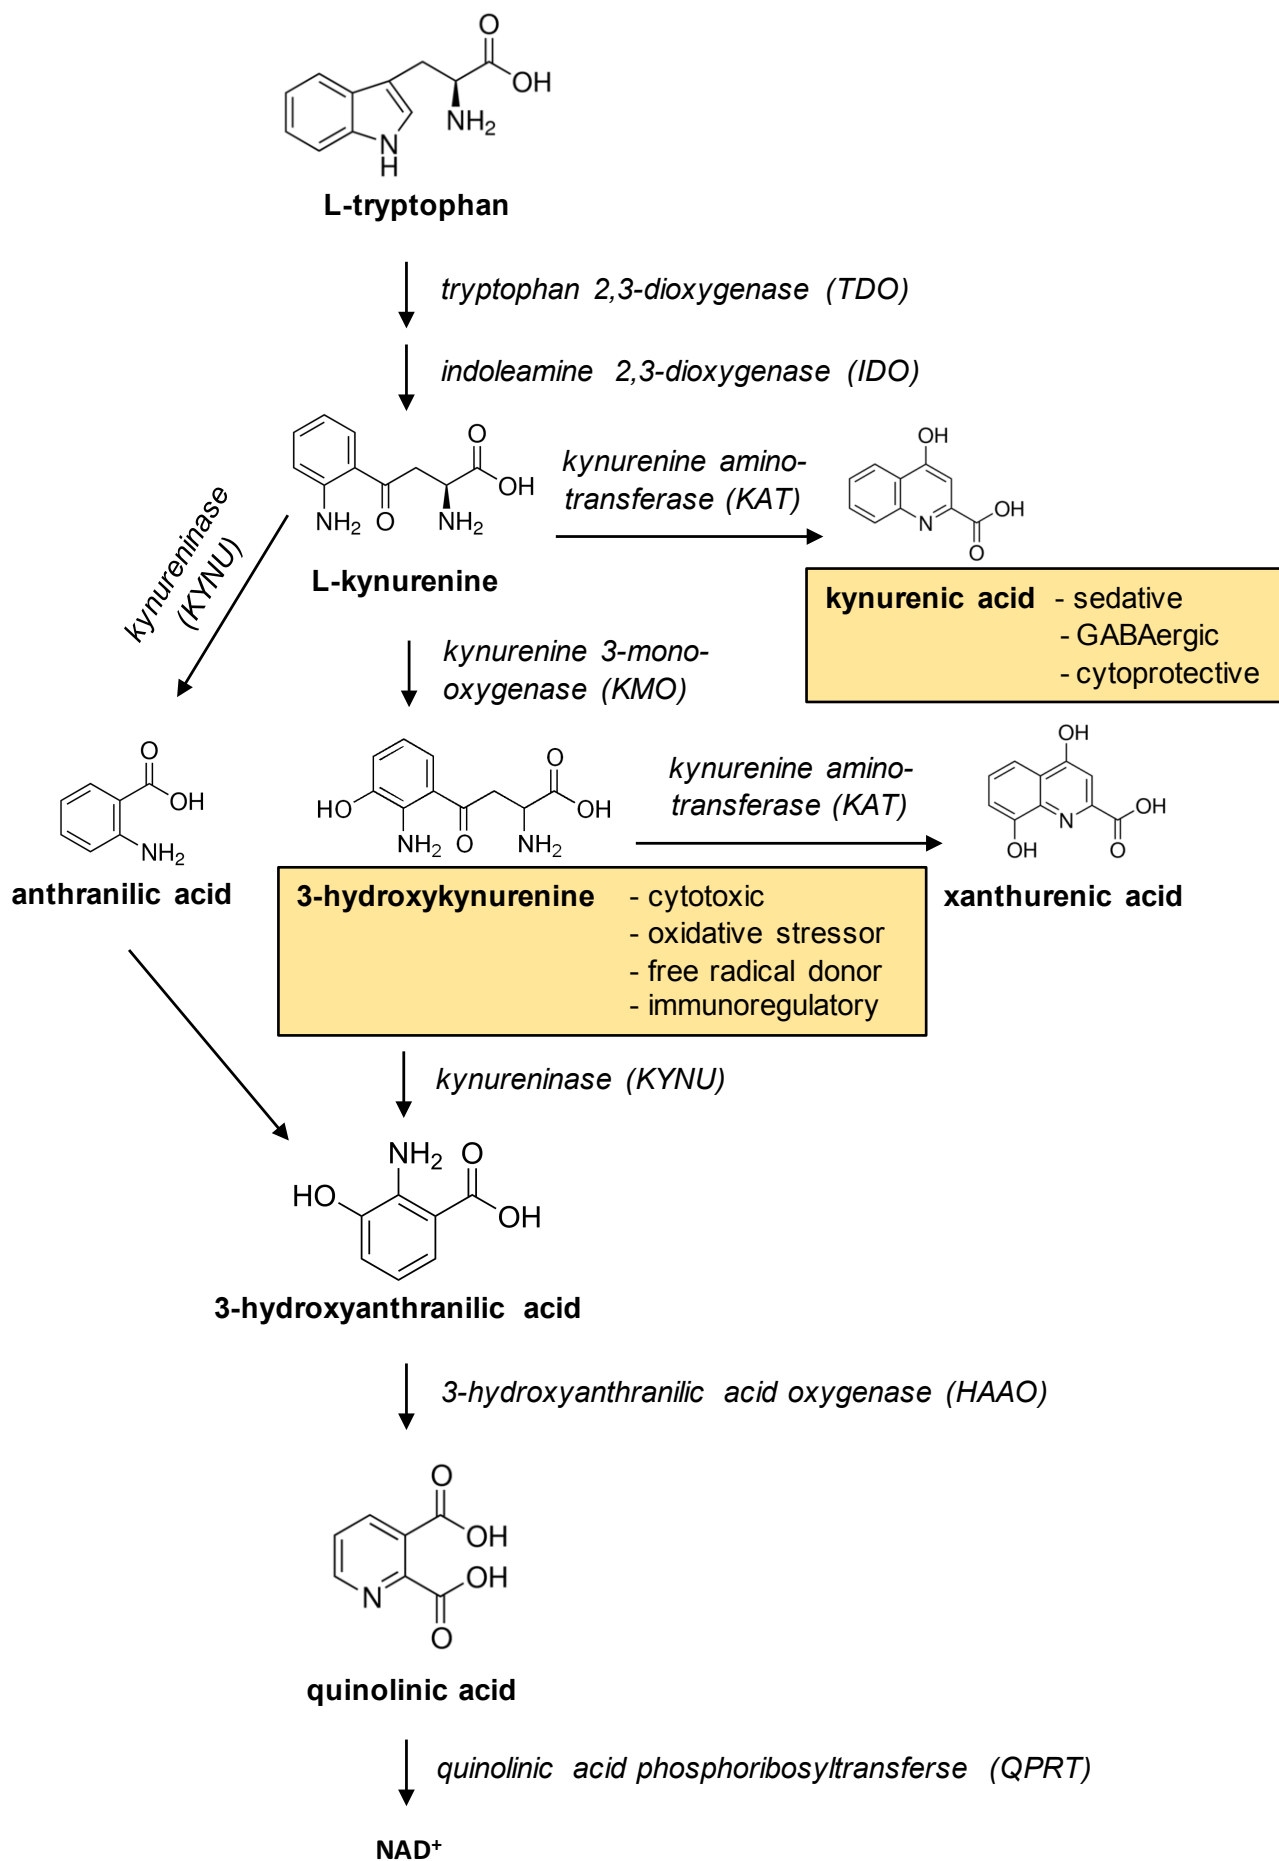 O
OH
NH2
N
H
L-tryptophan
tryptophan 2,3-dioxygenase (TDO)
indoleamine 2,3-dioxygenase (IDO)
O
OH
NH2
O
NH2
L-kynurenine
kynurenine amino-
transferase (KAT)
OH
N
OH
O
kynureninase
(KYNU)
kynurenic acid - sedative
- GABAergic
- cytoprotective
kynurenine 3-mono-
oxygenase (KMO)
O
OH
NH2
anthranilic acid
O
HO
OH
NH2
O
NH2
kynurenine amino-
transferase (KAT)
OH
OH
N
OH
O
xanthurenic acid
3-hydroxykynurenine - cytotoxic
- oxidative stressor
- free radical donor
- immunoregulatory
kynureninase (KYNU)
NH2
O
HO
OH
3-hydroxyanthranilic acid
3-hydroxyanthranilic acid oxygenase (HAAO)
O
OH
OH
N
O
quinolinic acid
quinolinic acid phosphoribosyltransferse (QPRT)
NAD+